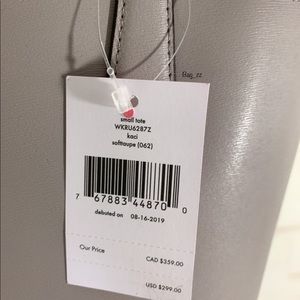 Bag_zz
small tote
WKRU6287Z
kaci
softtaupe (062)
7 67883 44870 0
debuted on 08-16-2019
Our Price CAD $359.00
USD $299.00